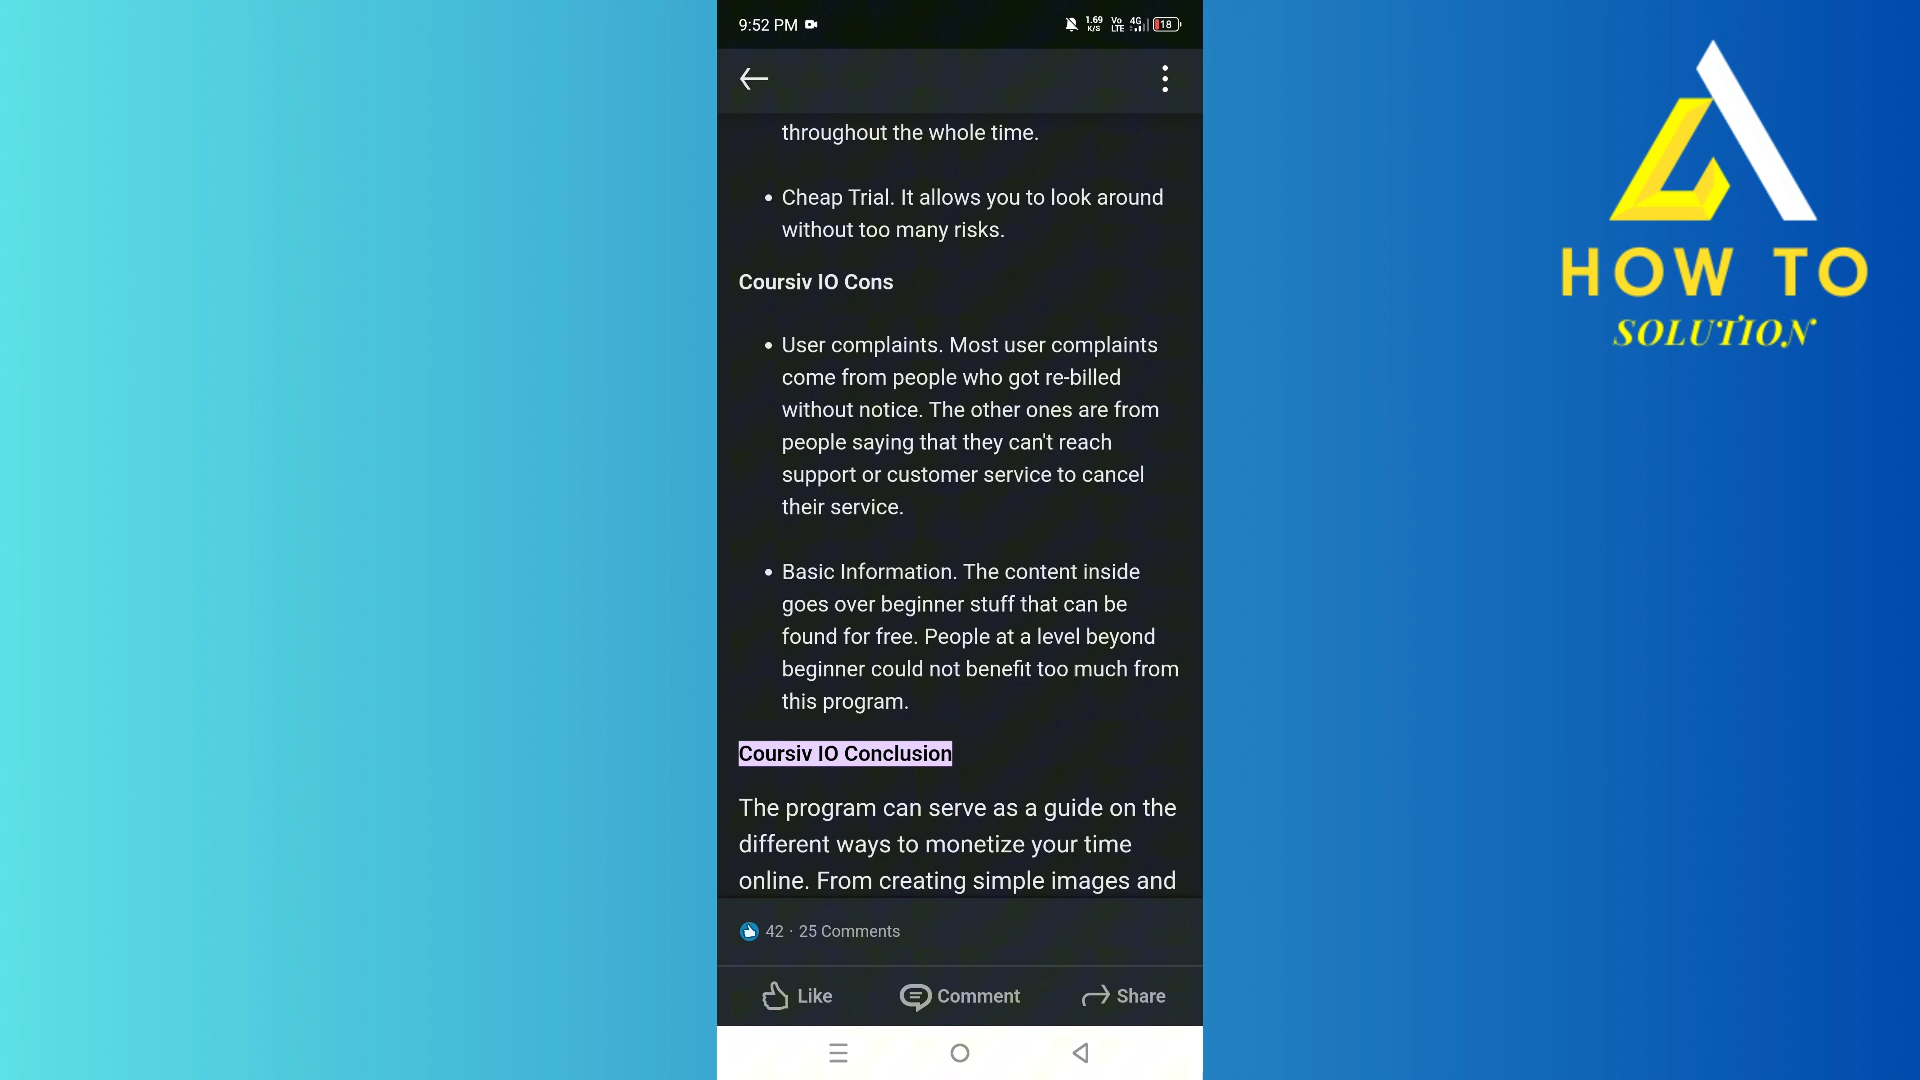 9:52 PM
1.69 K/S Vo LTE 4G 18
throughout the whole time.
• Cheap Trial. It allows you to look around
without too many risks.
Coursiv IO Cons
• User complaints. Most user complaints
come from people who got re-billed
without notice. The other ones are from
people saying that they can't reach
support or customer service to cancel
their service.
• Basic Information. The content inside
goes over beginner stuff that can be
found for free. People at a level beyond
beginner could not benefit too much from
this program.
Coursiv IO Conclusion
The program can serve as a guide on the
different ways to monetize your time
online. From creating simple images and
42 · 25 Comments
Like Comment Share
HOW TO
SOLUTION